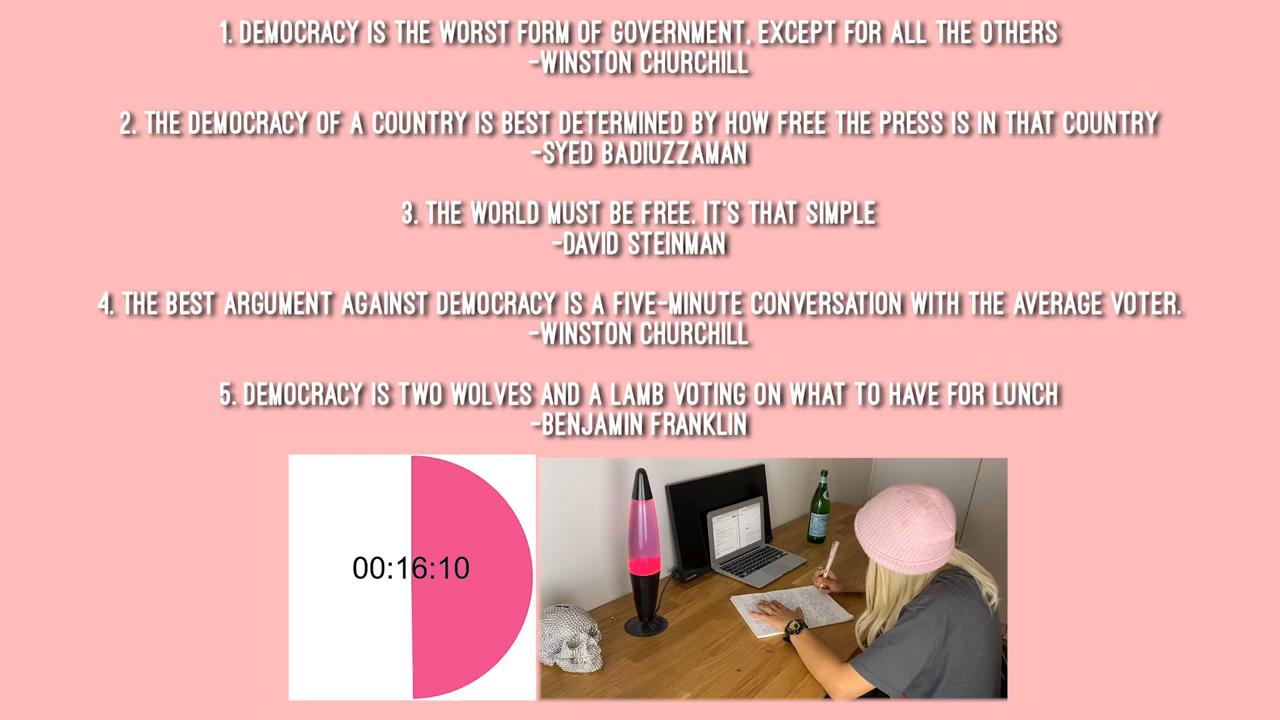 1. DEMOCRACY IS THE WORST FORM OF GOVERNMENT, EXCEPT FOR ALL THE OTHERS
-WINSTON CHURCHILL
2. THE DEMOCRACY OF A COUNTRY IS BEST DETERMINED BY HOW FREE THE PRESS IS IN THAT COUNTRY
-SYED BADIUZZAMAN
3. THE WORLD MUST BE FREE. IT'S THAT SIMPLE
-DAVID STEINMAN
4. THE BEST ARGUMENT AGAINST DEMOCRACY IS A FIVE-MINUTE CONVERSATION WITH THE AVERAGE VOTER.
-WINSTON CHURCHILL
5. DEMOCRACY IS TWO WOLVES AND A LAMB VOTING ON WHAT TO HAVE FOR LUNCH
-BENJAMIN FRANKLIN
00:16:10